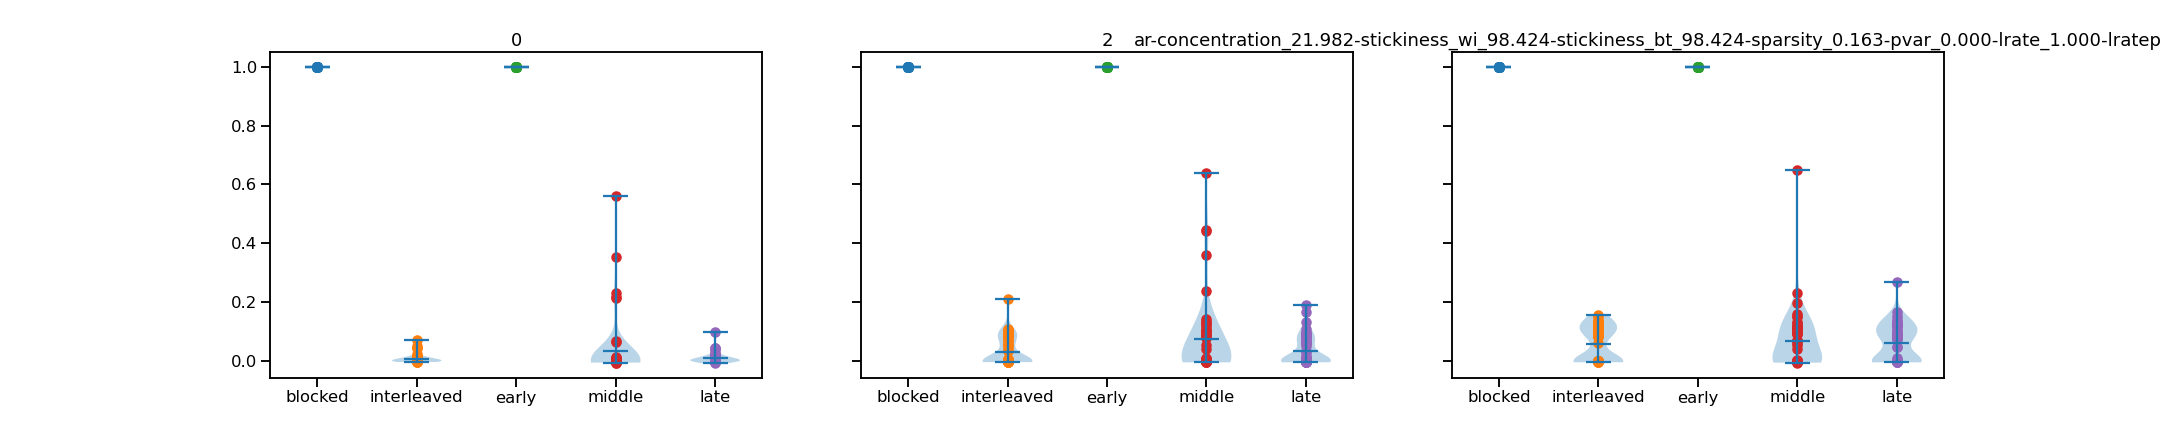 0
2
ar-concentration_21.982-stickiness_wi_98.424-stickiness_bt_98.424-sparsity_0.163-pvar_0.000-lrate_1.000-lratep
1.0
0.8
0.6
0.4
0.2
0.0
blocked interleaved early middle late
blocked interleaved early middle late
blocked interleaved early middle late